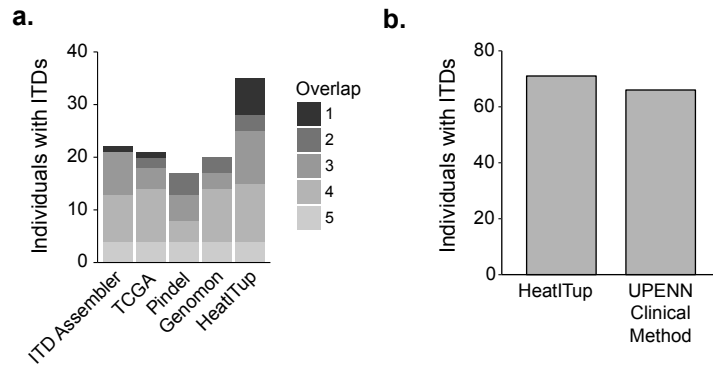 a.
Individuals with ITDs
40
30
20
10
0
ITD Assembler
TCGA
Pindel
Genomon
HeatITup
Overlap
1
2
3
4
5
b.
Individuals with ITDs
80
60
40
20
0
HeatITup
UPENN
Clinical
Method